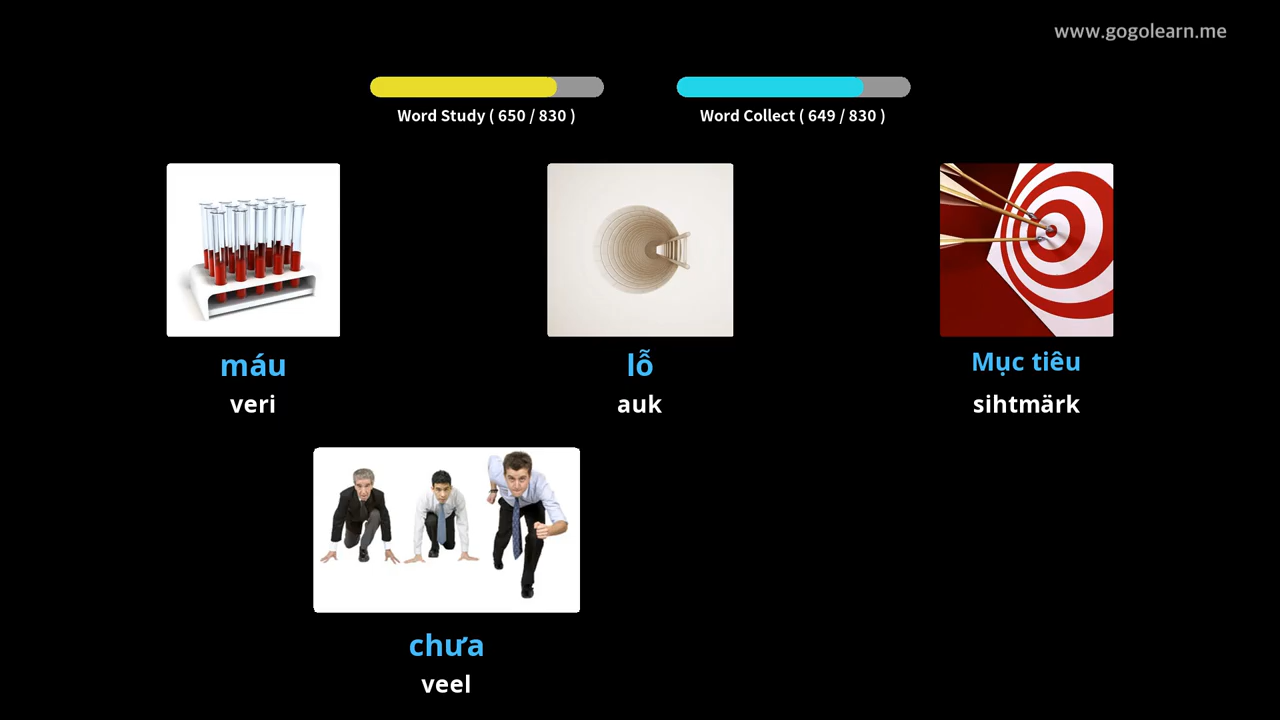 www.gogolearn.me
Word Study ( 650 / 830 )
Word Collect ( 649 / 830 )
máu
lỗ
Mục tiêu
veri
auk
sihtmärk
chưa
veel